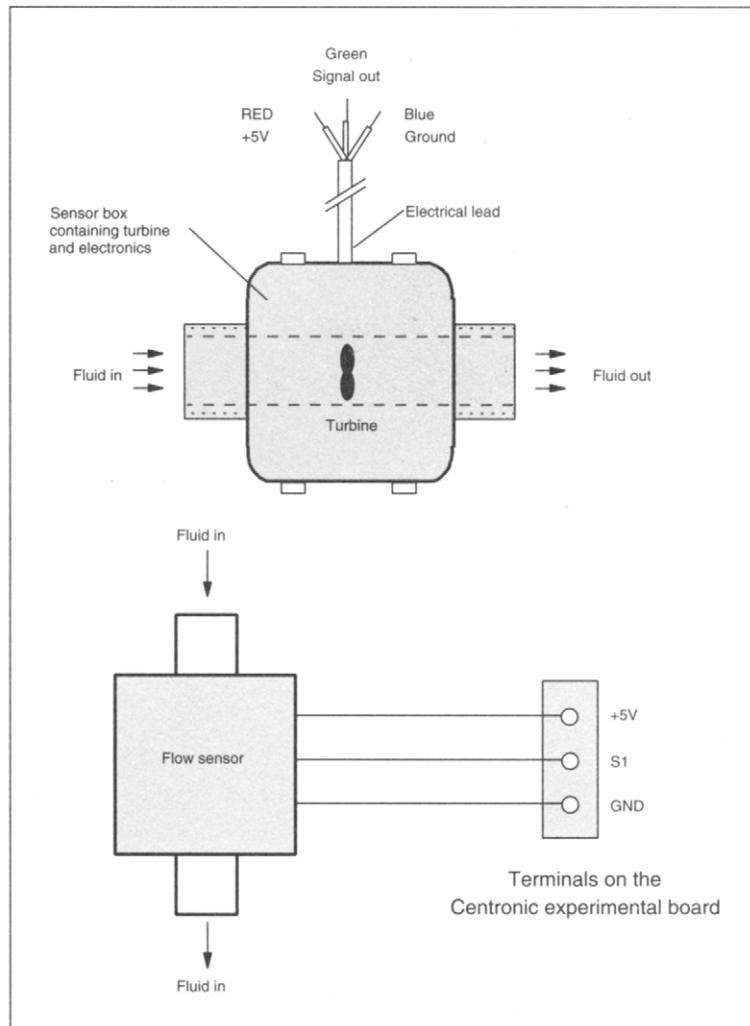 Green
Signal out
RED
+5V
Blue
Ground
Sensor box
containing turbine
and electronics
Electrical lead
Fluid in
Fluid out
Turbine
Fluid in
Flow sensor
+5V
S1
GND
Terminals on the
Centronic experimental board
Fluid in